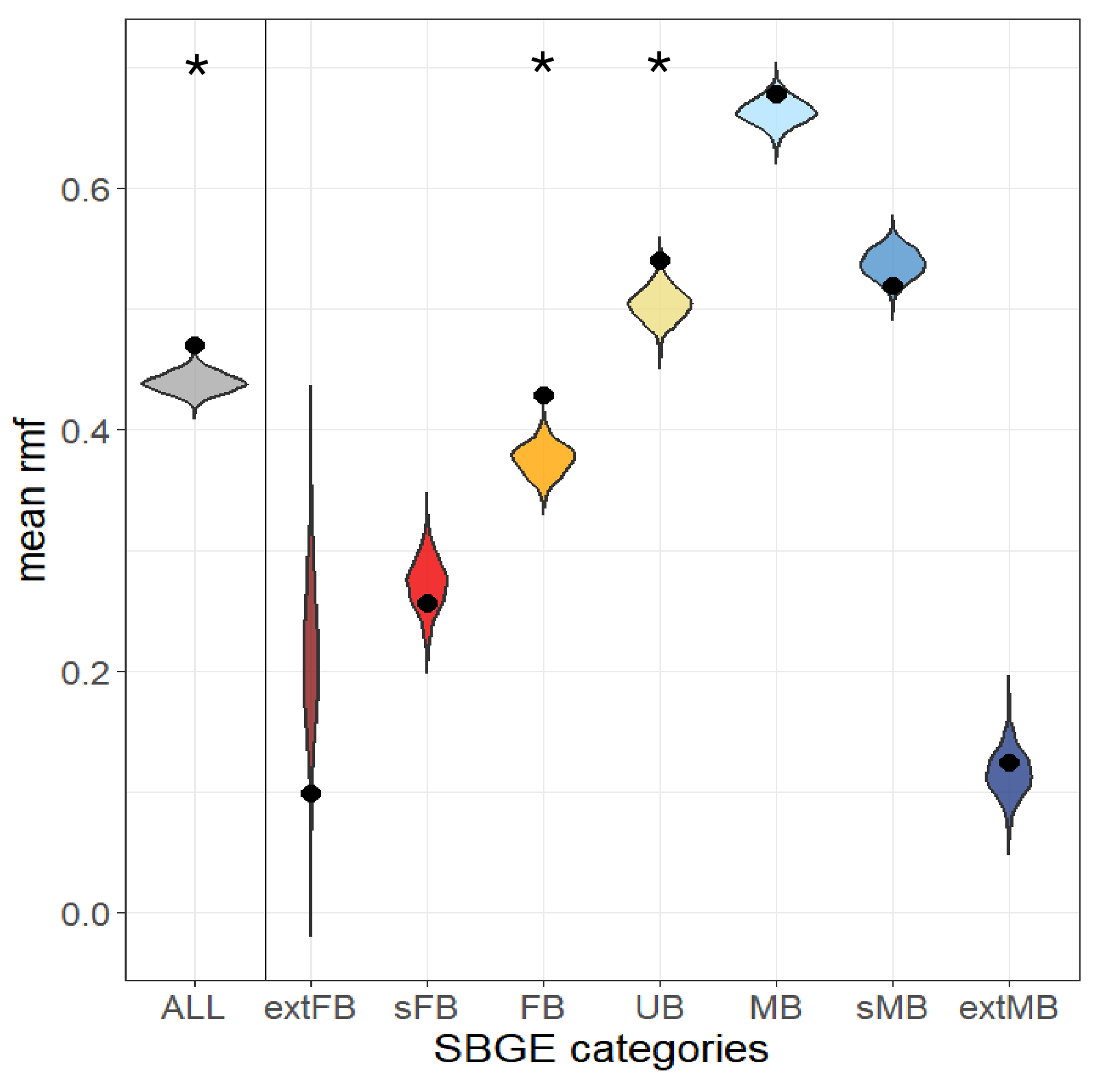 * * *
0.6
0.4
0.2
0.0
mean rmf
ALL extFB sFB FB UB MB sMB extMB
SBGE categories